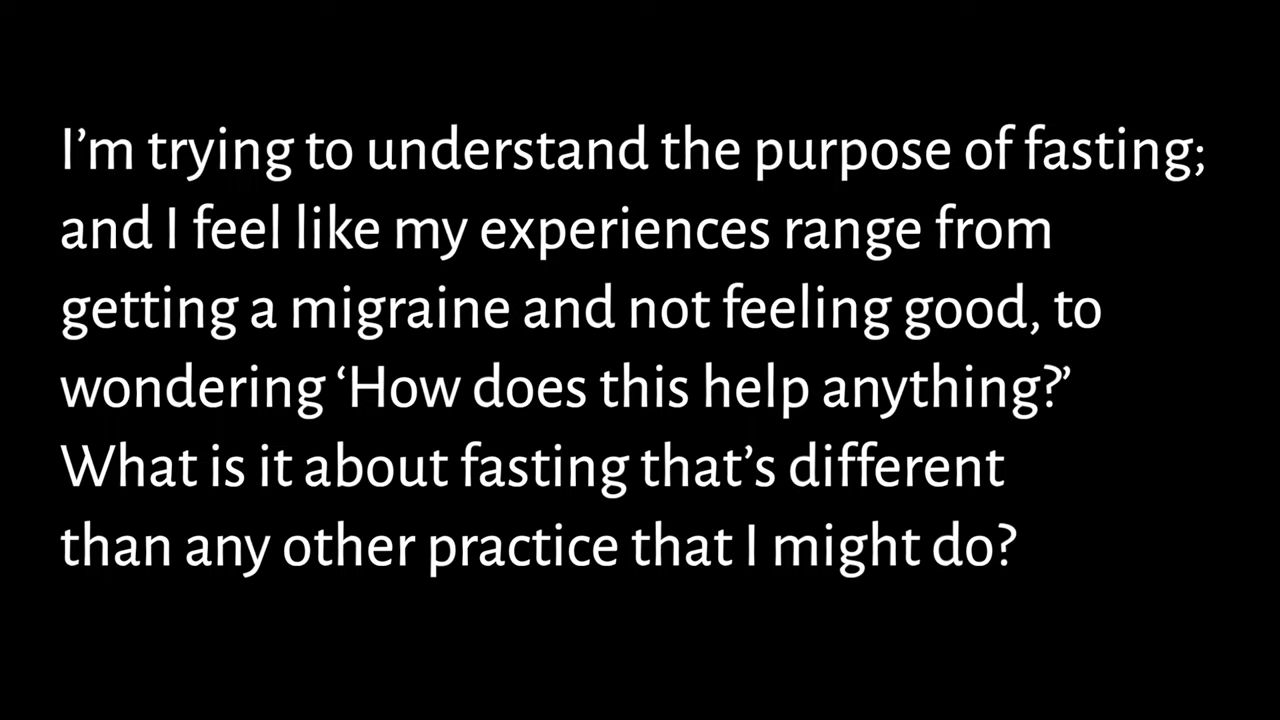 I’m trying to understand the purpose of fasting;
and I feel like my experiences range from
getting a migraine and not feeling good, to
wondering ‘How does this help anything?’
What is it about fasting that’s different
than any other practice that I might do?